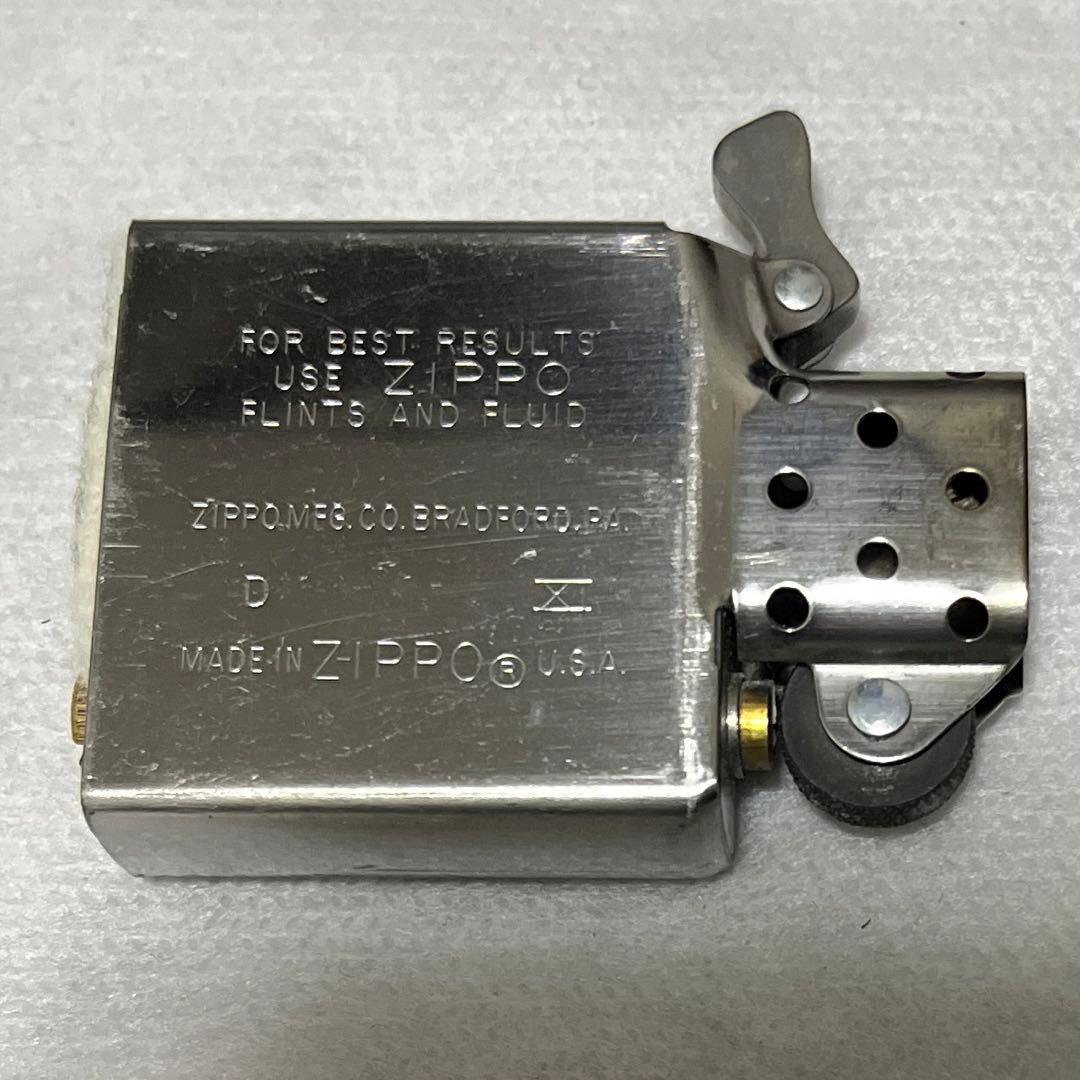 FOR BEST RESULTS
USE ZIPPO
FLINTS AND FLUID
ZIPPO.MFG.CO.BRADFORD,PA.
D XI
MADE IN ZIPPO® U.S.A.